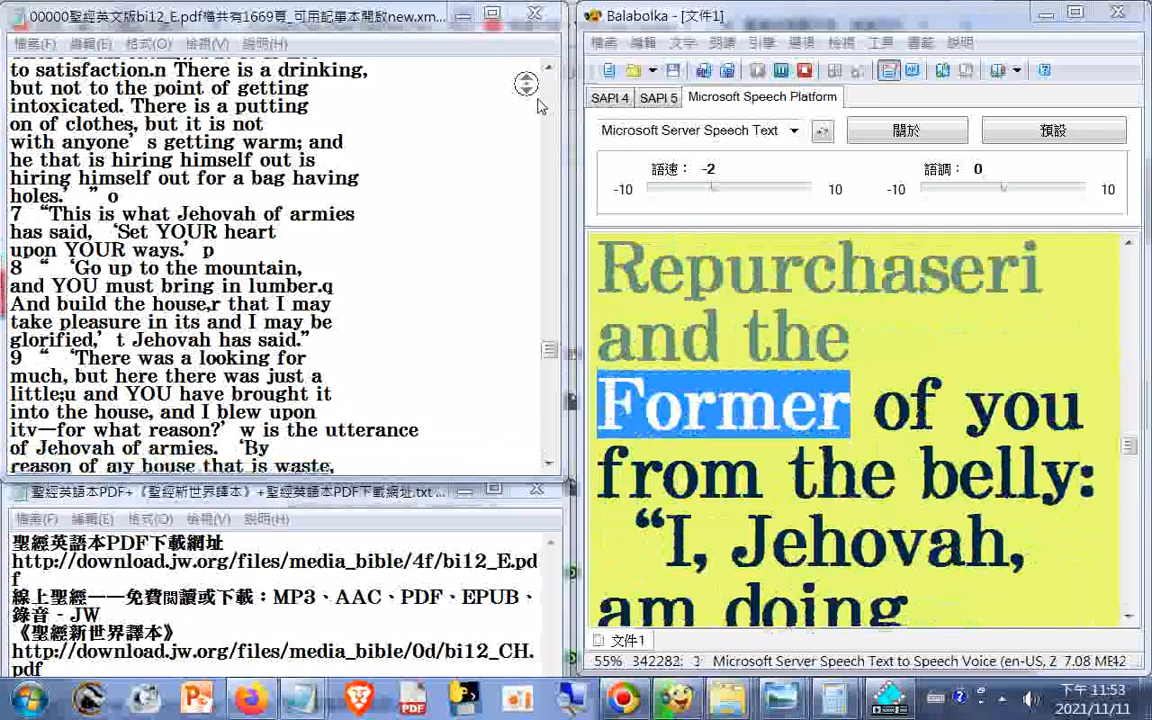 00000聖經英文版bi12_E.pdf檔共有1669頁_可用記事本開啟new.xm...
檔案(F) 編輯(E) 格式(O) 檢視(V) 說明(H)
to satisfaction.n There is a drinking,
but not to the point of getting
intoxicated. There is a putting
on of clothes, but it is not
with anyone’s getting warm; and
he that is hiring himself out is
hiring himself out for a bag having
holes.’”o
7 “This is what Jehovah of armies
has said, ‘Set YOUR heart
upon YOUR ways.’ p
8 “ ‘Go up to the mountain,
and YOU must bring in lumber.q
And build the house,r that I may
take pleasure in its and I may be
glorified,’ t Jehovah has said.”
9 “ ‘There was a looking for
much, but here there was just a
little;u and YOU have brought it
into the house, and I blew upon
itv—for what reason?’ w is the utterance
of Jehovah of armies. ‘By
reason of my house that is waste,
聖經英語本PDF+《聖經新世界譯本》+聖經英語本PDF下載網址.txt ...
檔案(F) 編輯(E) 格式(O) 檢視(V) 說明(H)
聖經英語本PDF下載網址
http://download.jw.org/files/media_bible/4f/bi12_E.pd
f
線上聖經——免費閱讀或下載：MP3、AAC、PDF、EPUB、
錄音 - JW
《聖經新世界譯本》
http://download.jw.org/files/media_bible/0d/bi12_CH.
pdf
Balabolka - [文件1]
檔案 編輯 文字 朗讀 引擎 選項 檢視 工具 書籤 說明
SAPI 4 SAPI 5 Microsoft Speech Platform
Microsoft Server Speech Text 關於 預設
語速： -2 語調： 0
-10 10 -10 10
Repurchaseri
and the
Former of you
from the belly:
“I, Jehovah,
am doing
文件1
55% 342282: Microsoft Server Speech Text to Speech Voice (en-US, Z 7.08 ME42
下午 11:53
2021/11/11